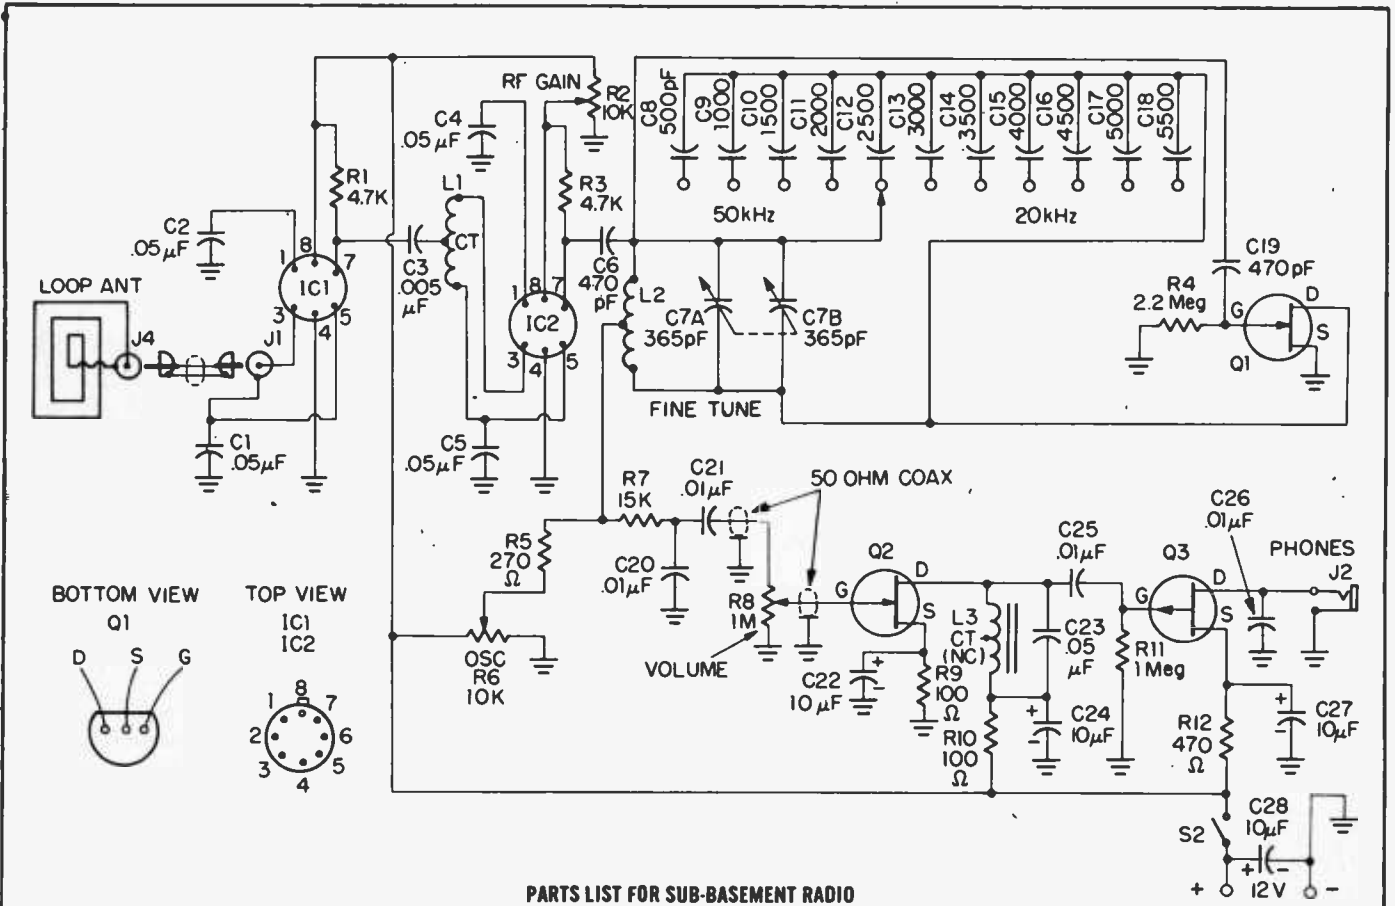 RF GAIN
R2
10K
C4
.05 µF
C8
500pF
C9
1000
C10
1500
C11
2000
C12
2500
C13
3000
C14
3500
C15
4000
C16
4500
C17
5000
C18
5500
R1
4.7K
L1
R3
4.7K
50kHz
20kHz
C2
.05 µF
1
8
7
CT
C3
.005
µF
C6
470
pF
C19
470pF
LOOP ANT
IC1
J4
J1
3
4
5
1
8
7
IC2
3
4
5
L2
C7A
365pF
C7B
365pF
R4
2.2 Meg
G
D
S
Q1
FINE TUNE
C1
.05µF
C5
.05µF
R7
15K
C21
.01µF
50 OHM COAX
C26
.01µF
R5
270
Ω
C20
.01µF
Q2
D
G
S
C25
.01µF
Q3
D
G
S
PHONES
J2
BOTTOM VIEW
Q1
TOP VIEW
IC1
IC2
R8
1M
L3
CT
(NC)
C23
.05
µF
R11
1 Meg
D S G
OSC
R6
10K
VOLUME
C22
10µF
+
-
R9
100
Ω
R10
100
Ω
+
-
C24
10µF
R12
470
Ω
+
-
C27
10µF
1
8
7
2
6
3
4
5
S2
C28
10µF
+ -
+ 12V -
PARTS LIST FOR SUB-BASEMENT RADIO